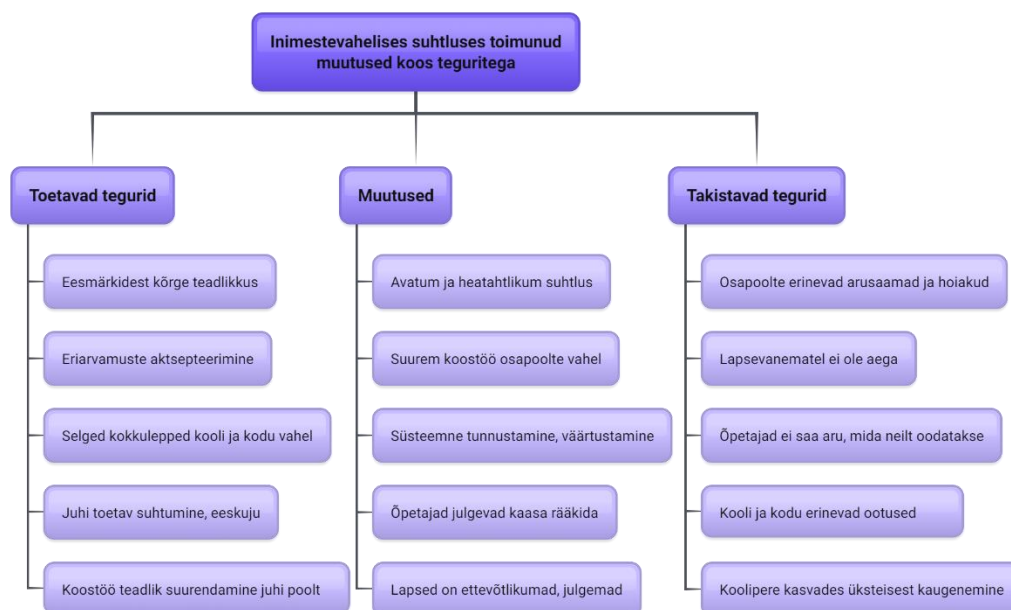 Inimestevahelises suhtluses toimunud
muutused koos teguritega
Toetavad tegurid
Eesmärkidest kõrge teadlikkus
Eriarvamuste aktsepteerimine
Selged kokkulepped kooli ja kodu vahel
Juhi toetav suhtumine, eeskuju
Koostöö teadlik suurendamine juhi poolt
Muutused
Avatum ja heatahtlikum suhtlus
Suurem koostöö osapoolte vahel
Süsteemne tunnustamine, väärtustamine
Õpetajad julgevad kaasa rääkida
Lapsed on ettevõtlikumad, julgemad
Takistavad tegurid
Osapoolte erinevad arusaamad ja hoiakud
Lapsevanematel ei ole aega
Õpetajad ei saa aru, mida neilt oodatakse
Kooli ja kodu erinevad ootused
Koolipere kasvades üksteisest kaugenemine